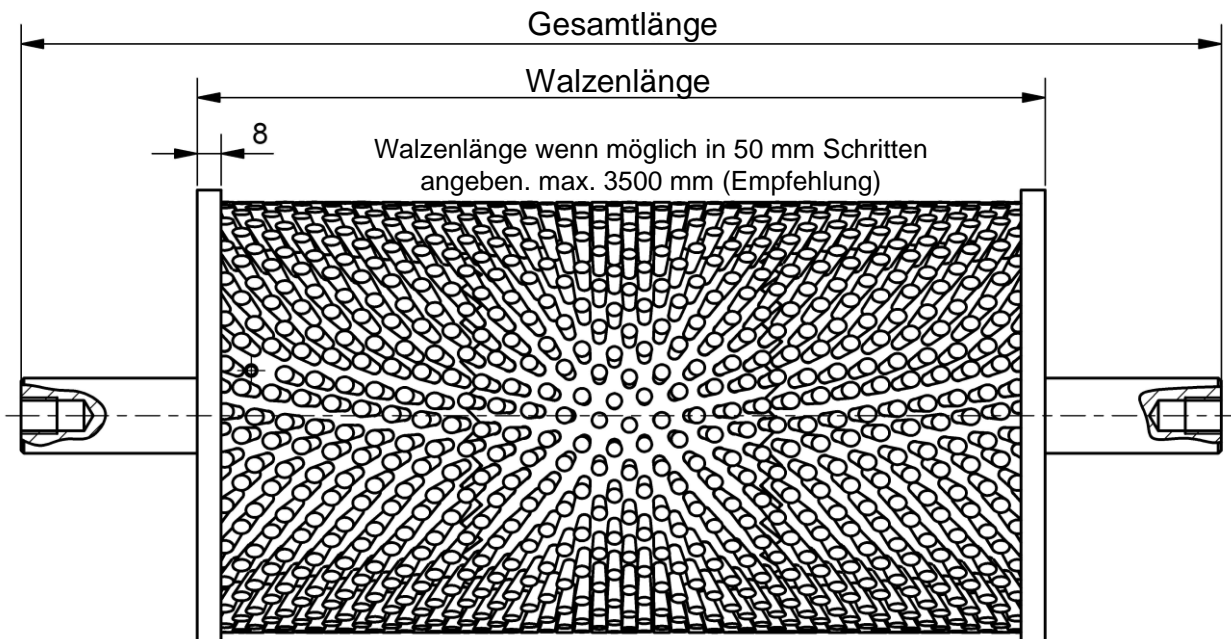 Gesamtlänge
Walzenlänge
8
Walzenlänge wenn möglich in 50 mm Schritten
angeben. max. 3500 mm (Empfehlung)